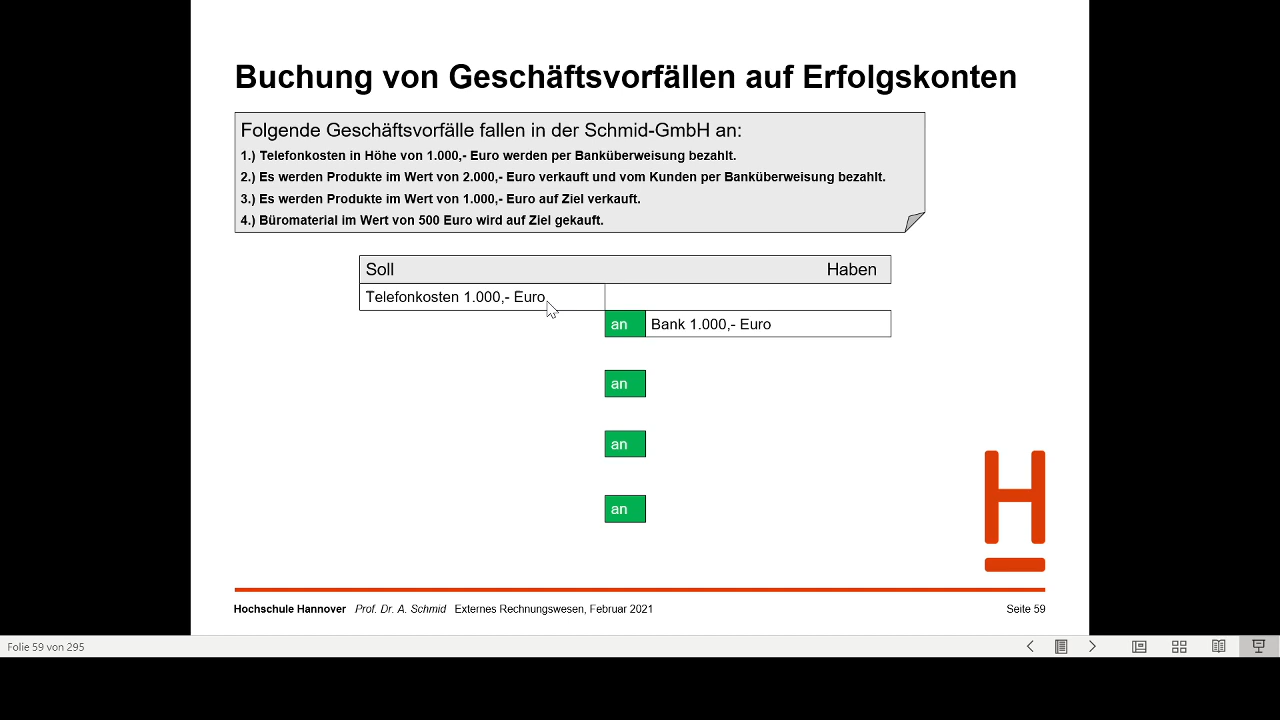 Buchung von Geschäftsvorfällen auf Erfolgskonten
Folgende Geschäftsvorfälle fallen in der Schmid-GmbH an:
1.) Telefonkosten in Höhe von 1.000,- Euro werden per Banküberweisung bezahlt.
2.) Es werden Produkte im Wert von 2.000,- Euro verkauft und vom Kunden per Banküberweisung bezahlt.
3.) Es werden Produkte im Wert von 1.000,- Euro auf Ziel verkauft.
4.) Büromaterial im Wert von 500 Euro wird auf Ziel gekauft.
Soll Haben
Telefonkosten 1.000,- Euro
an Bank 1.000,- Euro
an
an
an
H
Hochschule Hannover Prof. Dr. A. Schmid Externes Rechnungswesen, Februar 2021 Seite 59
Folie 59 von 295